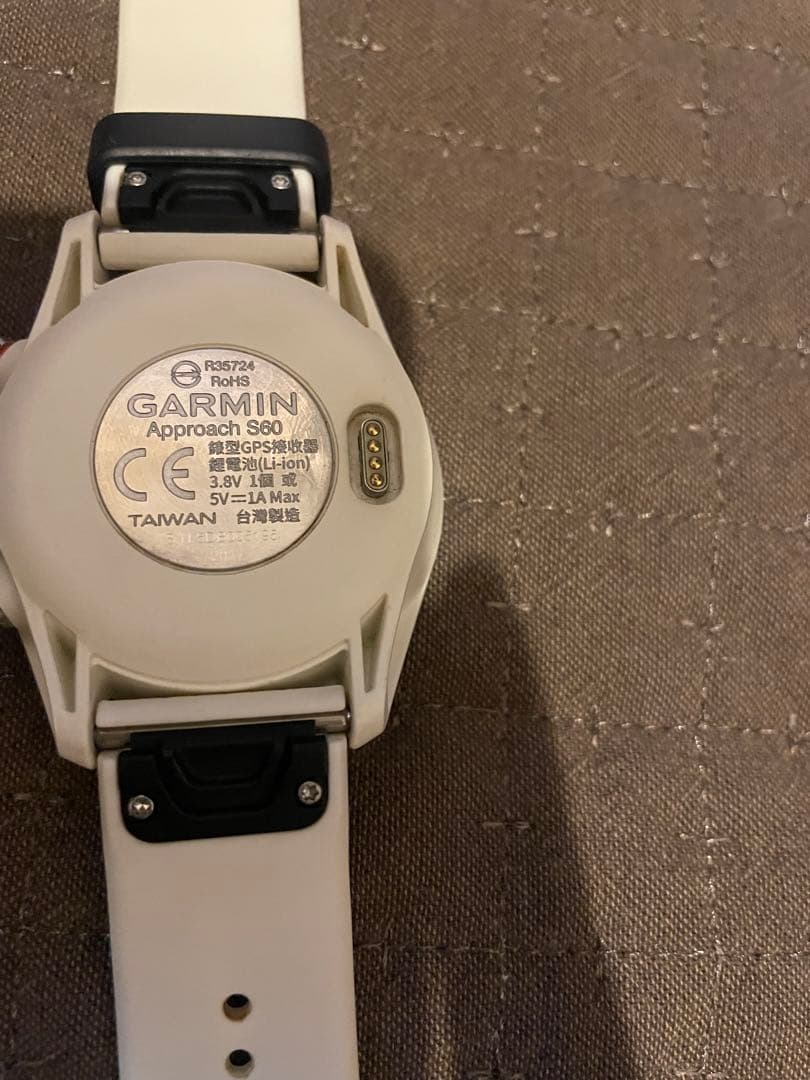 R35724
RoHS
GARMIN
Approach S60
CE
錶型GPS接收器
鋰電池(Li-ion)
3.8V 1個 或
5V⎓1A Max
TAIWAN 台灣製造